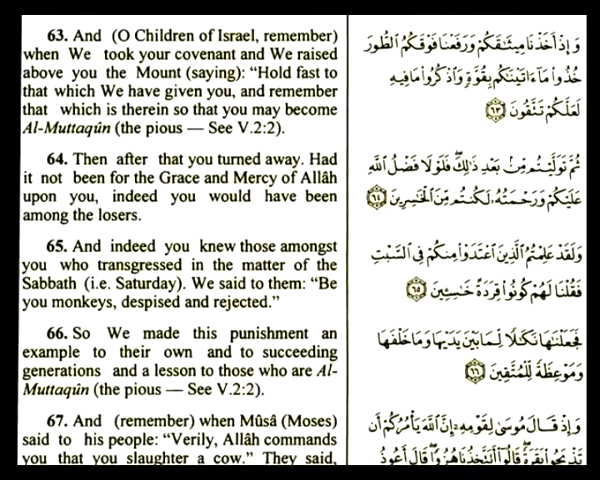 63. And (O Children of Israel, remember)
when We took your covenant and We raised
above you the Mount (saying): “Hold fast to
that which We have given you, and remember
that which is therein so that you may become
Al-Muttaqûn (the pious — See V.2:2).
64. Then after that you turned away. Had
it not been for the Grace and Mercy of Allâh
upon you, indeed you would have been
among the losers.
65. And indeed you knew those amongst
you who transgressed in the matter of the
Sabbath (i.e. Saturday). We said to them: “Be
you monkeys, despised and rejected.”
66. So We made this punishment an
example to their own and to succeeding
generations and a lesson to those who are Al-
Muttaqûn (the pious — See V.2:2).
67. And (remember) when Mûsâ (Moses)
said to his people: “Verily, Allâh commands
you that you slaughter a cow.” They said,
وَإِذْ أَخَذْنَا مِيثَٰقَكُمْ وَرَفَعْنَا فَوْقَكُمُ ٱلطُّورَ
خُذُوا۟ مَآ ءَاتَيْنَٰكُم بِقُوَّةٍ وَٱذْكُرُوا۟ مَا فِيهِ
لَعَلَّكُمْ تَتَّقُونَ ٦٣
ثُمَّ تَوَلَّيْتُم مِّنۢ بَعْدِ ذَٰلِكَ ۖ فَلَوْلَا فَضْلُ ٱللَّهِ
عَلَيْكُمْ وَرَحْمَتُهُۥ لَكُنتُم مِّنَ ٱلْخَٰسِرِينَ ٦٤
وَلَقَدْ عَلِمْتُمُ ٱلَّذِينَ ٱعْتَدَوْا۟ مِنكُمْ فِى ٱلسَّبْتِ
فَقُلْنَا لَهُمْ كُونُوا۟ قِرَدَةً خَٰسِـِٔينَ ٦٥
فَجَعَلْنَٰهَا نَكَٰلًا لِّمَا بَيْنَ يَدَيْهَا وَمَا خَلْفَهَا
وَمَوْعِظَةً لِّلْمُتَّقِينَ ٦٦
وَإِذْ قَالَ مُوسَىٰ لِقَوْمِهِۦٓ إِنَّ ٱللَّهَ يَأْمُرُكُمْ أَن
تَذْبَحُوا۟ بَقَرَةً ۖ قَالُوٓا۟ أَتَتَّخِذُنَا هُزُوًا ۖ قَالَ أَعُوذُ